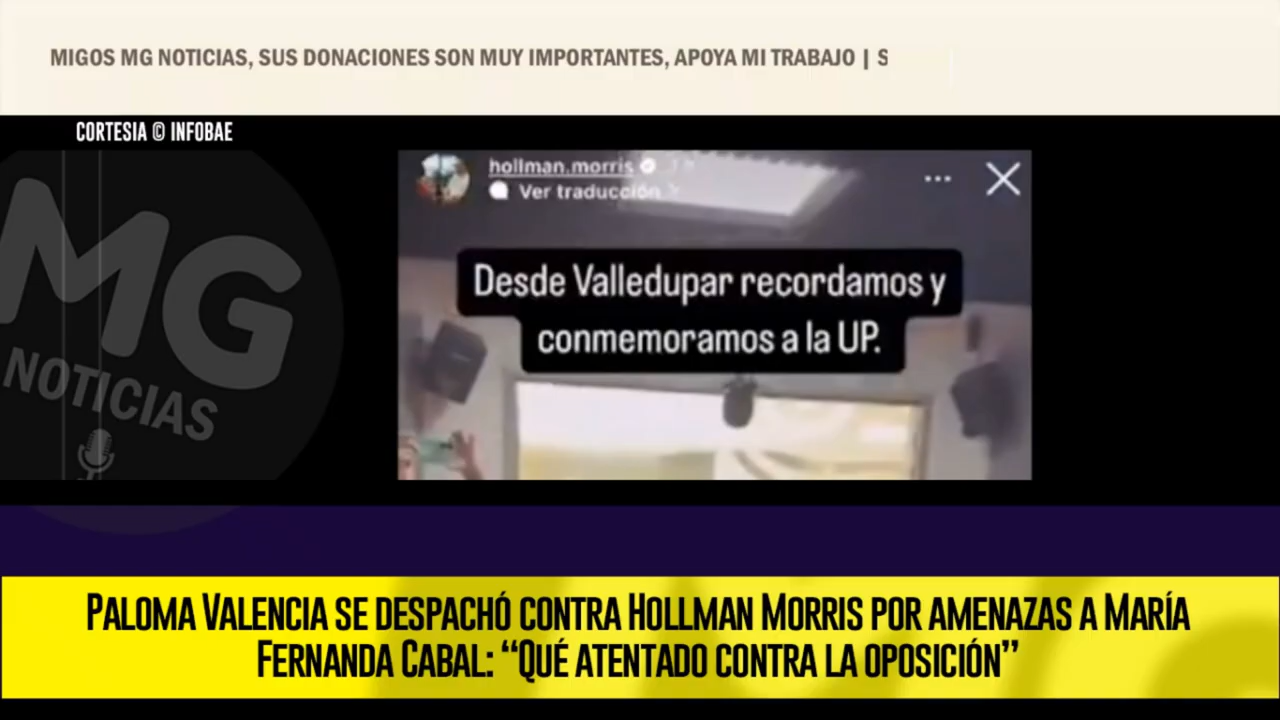 MIGOS MG NOTICIAS, SUS DONACIONES SON MUY IMPORTANTES, APOYA MI TRABAJO | S
CORTESIA © INFOBAE
hollman.morris
Ver traducción
Desde Valledupar recordamos y
conmemoramos a la UP.
MG
NOTICIAS
PALOMA VALENCIA SE DESPACHÓ CONTRA HOLLMAN MORRIS POR AMENAZAS A MARÍA
FERNANDA CABAL: “QUÉ ATENTADO CONTRA LA OPOSICIÓN”